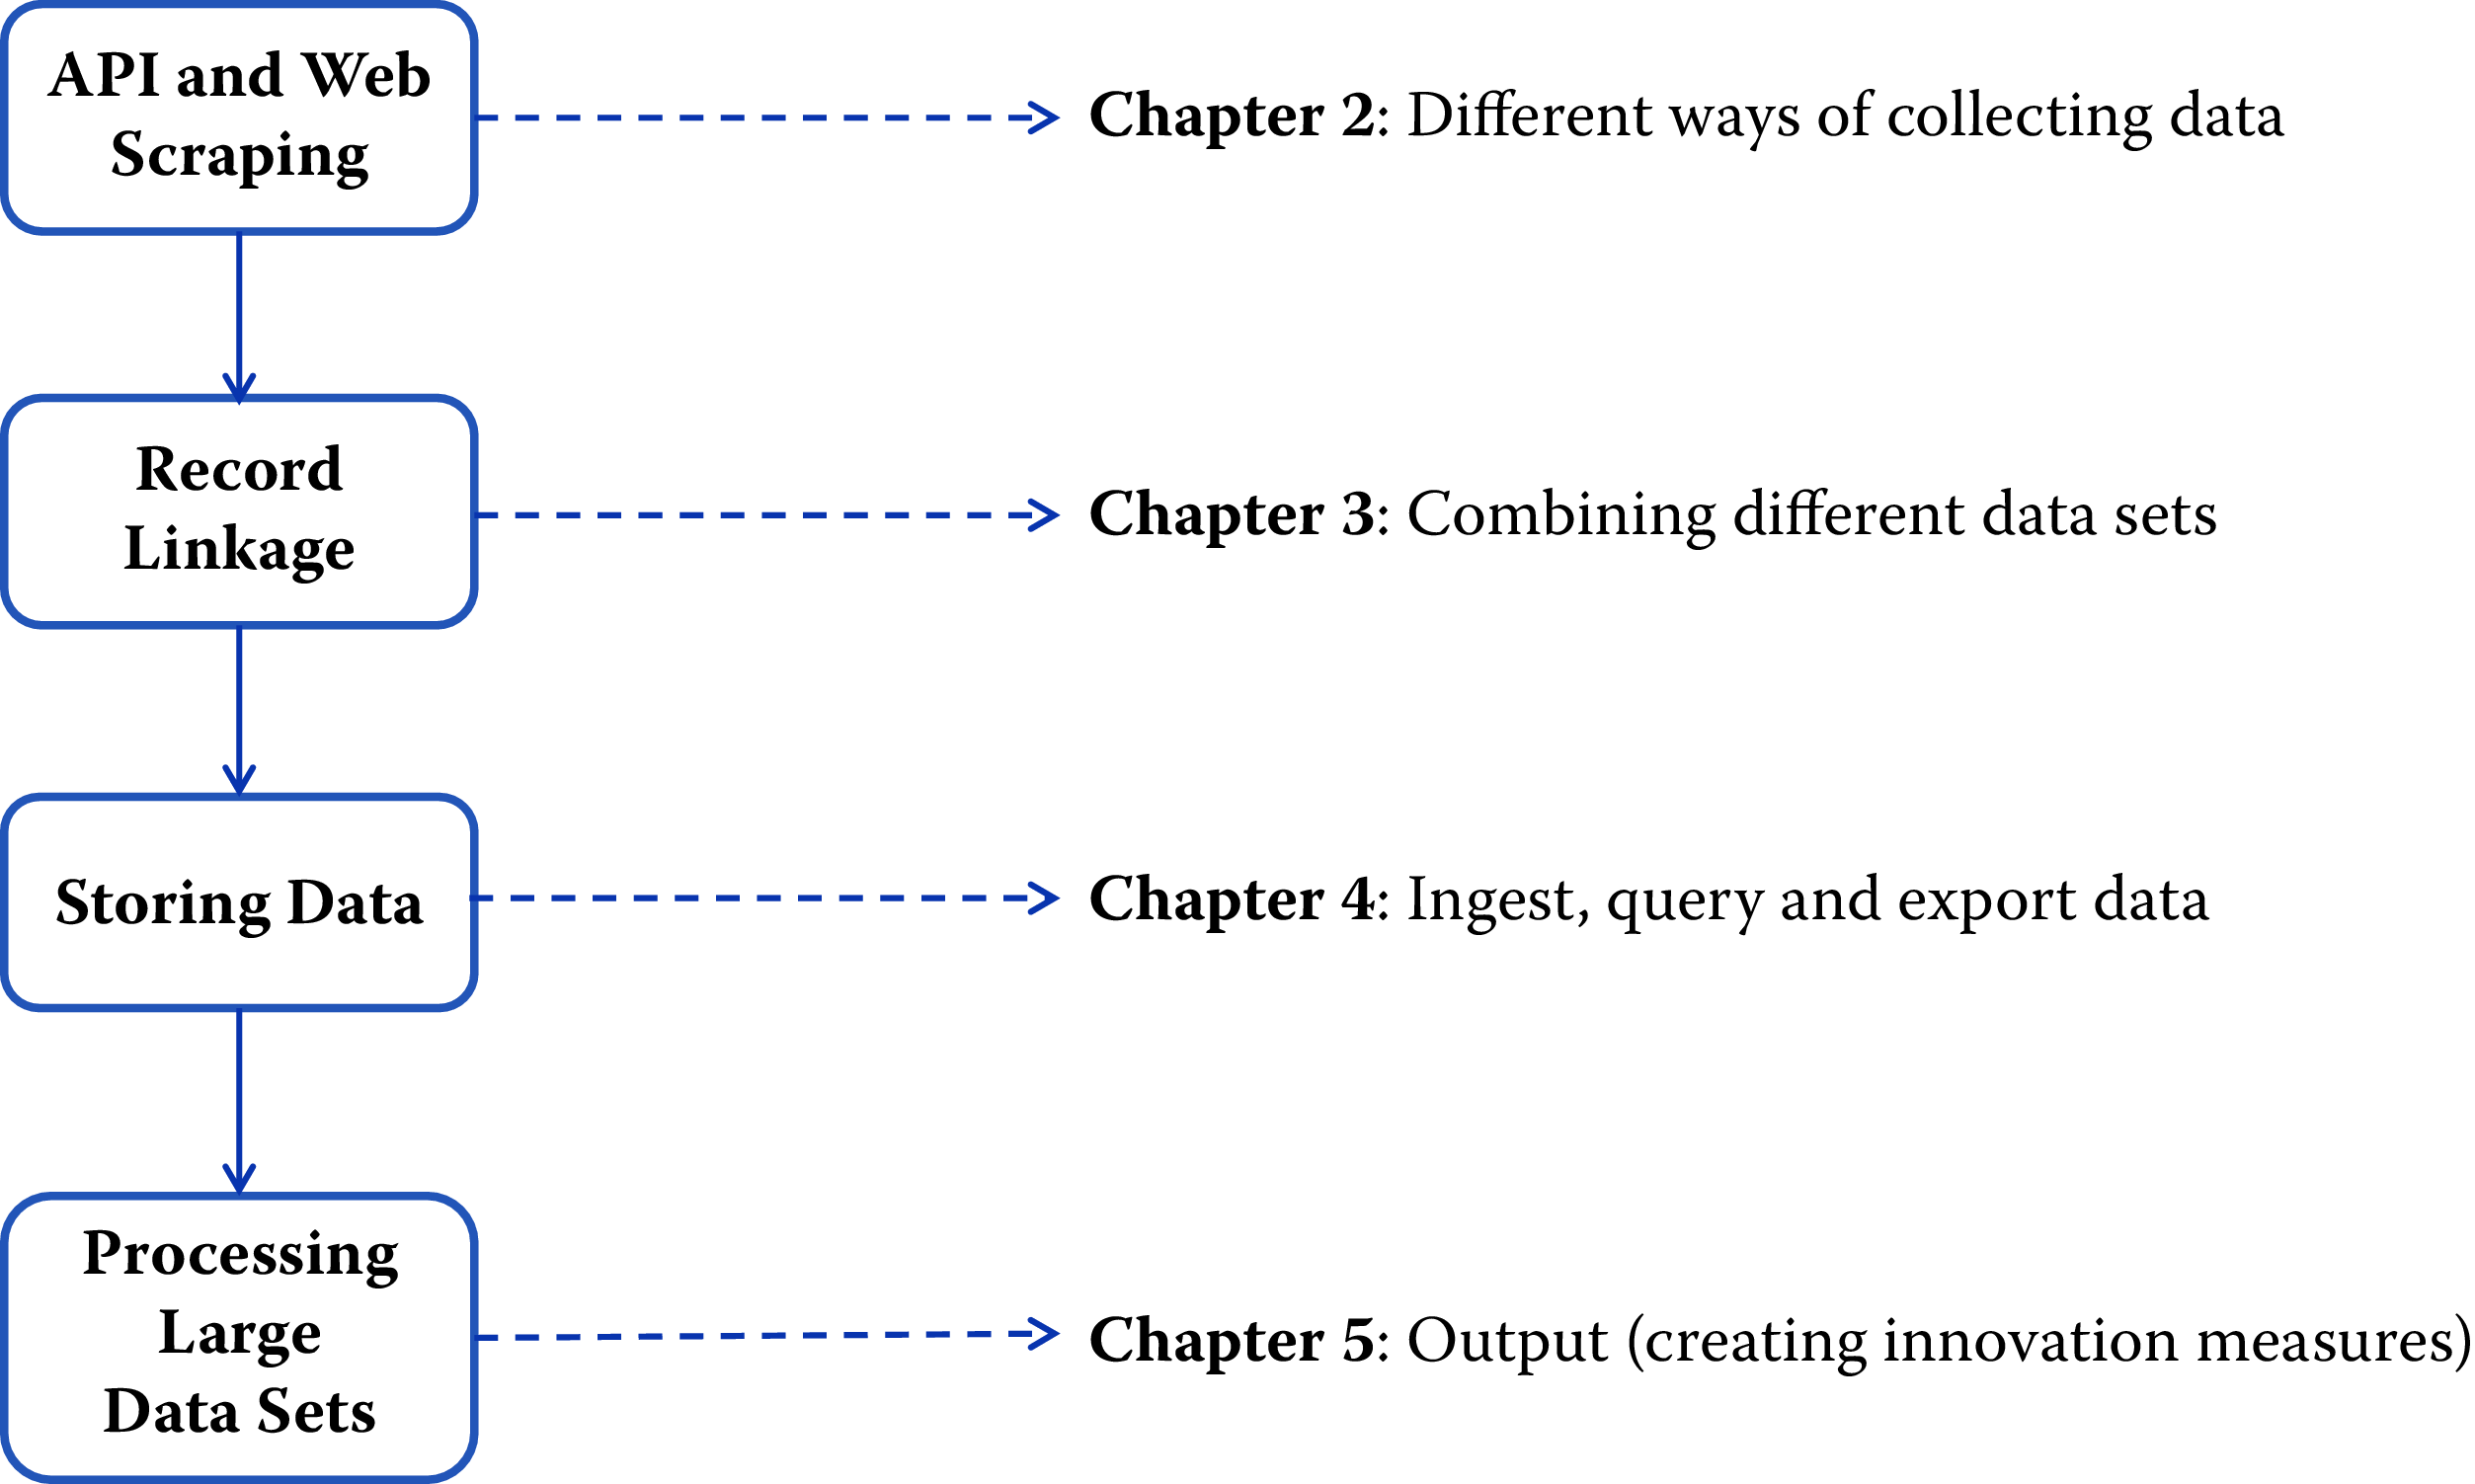 API and Web
Scraping
Chapter 2: Different ways of collecting data
Record
Linkage
Chapter 3: Combining different data sets
Storing Data
Chapter 4: Ingest, query and export data
Processing
Large
Data Sets
Chapter 5: Output (creating innovation measures)